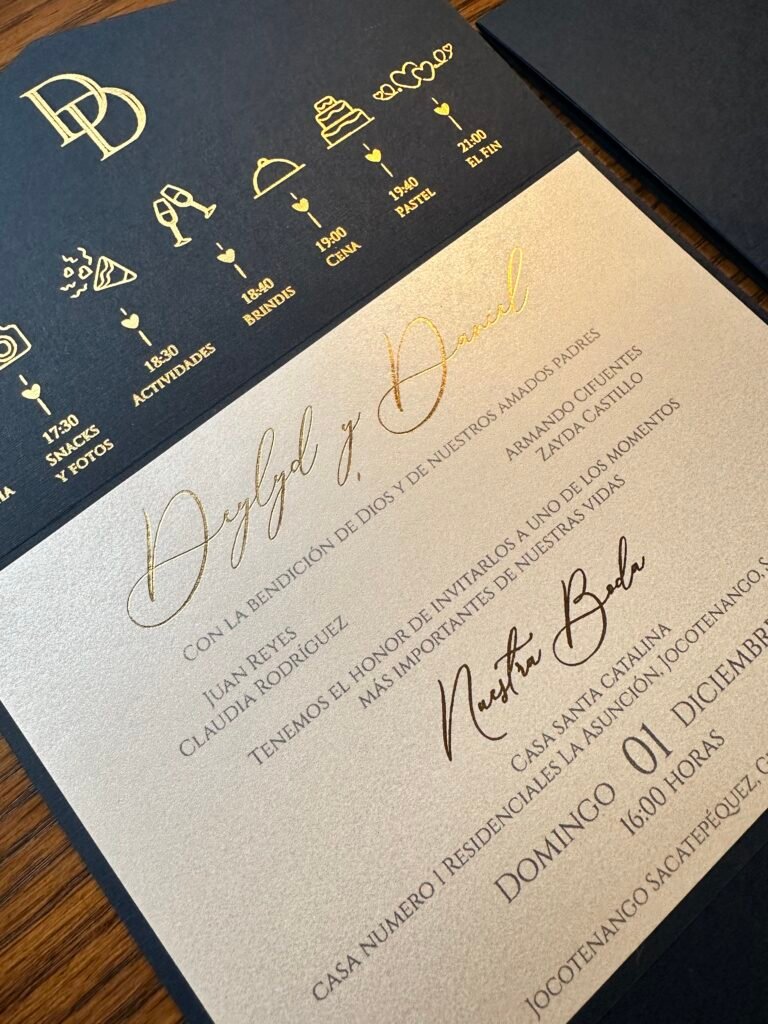 DD
IA
17:30
SNACKS
Y FOTOS
18:30
ACTIVIDADES
18:40
BRINDIS
19:00
CENA
19:40
PASTEL
21:00
EL FIN
Deylyd y Daniel
CON LA BENDICIÓN DE DIOS Y DE NUESTROS AMADOS PADRES
JUAN REYES
CLAUDIA RODRÍGUEZ
ARMANDO CIFUENTES
ZAYDA CASTILLO
TENEMOS EL HONOR DE INVITARLOS A UNO DE LOS MOMENTOS
MÁS IMPORTANTES DE NUESTRAS VIDAS
Nuestra Boda
CASA SANTA CATALINA
CASA NUMERO 1 RESIDENCIALES LA ASUNCIÓN, JOCOTENANGO, S
DOMINGO 01 DICIEMBRE
16:00 HORAS
JOCOTENANGO SACATEPÉQUEZ, G